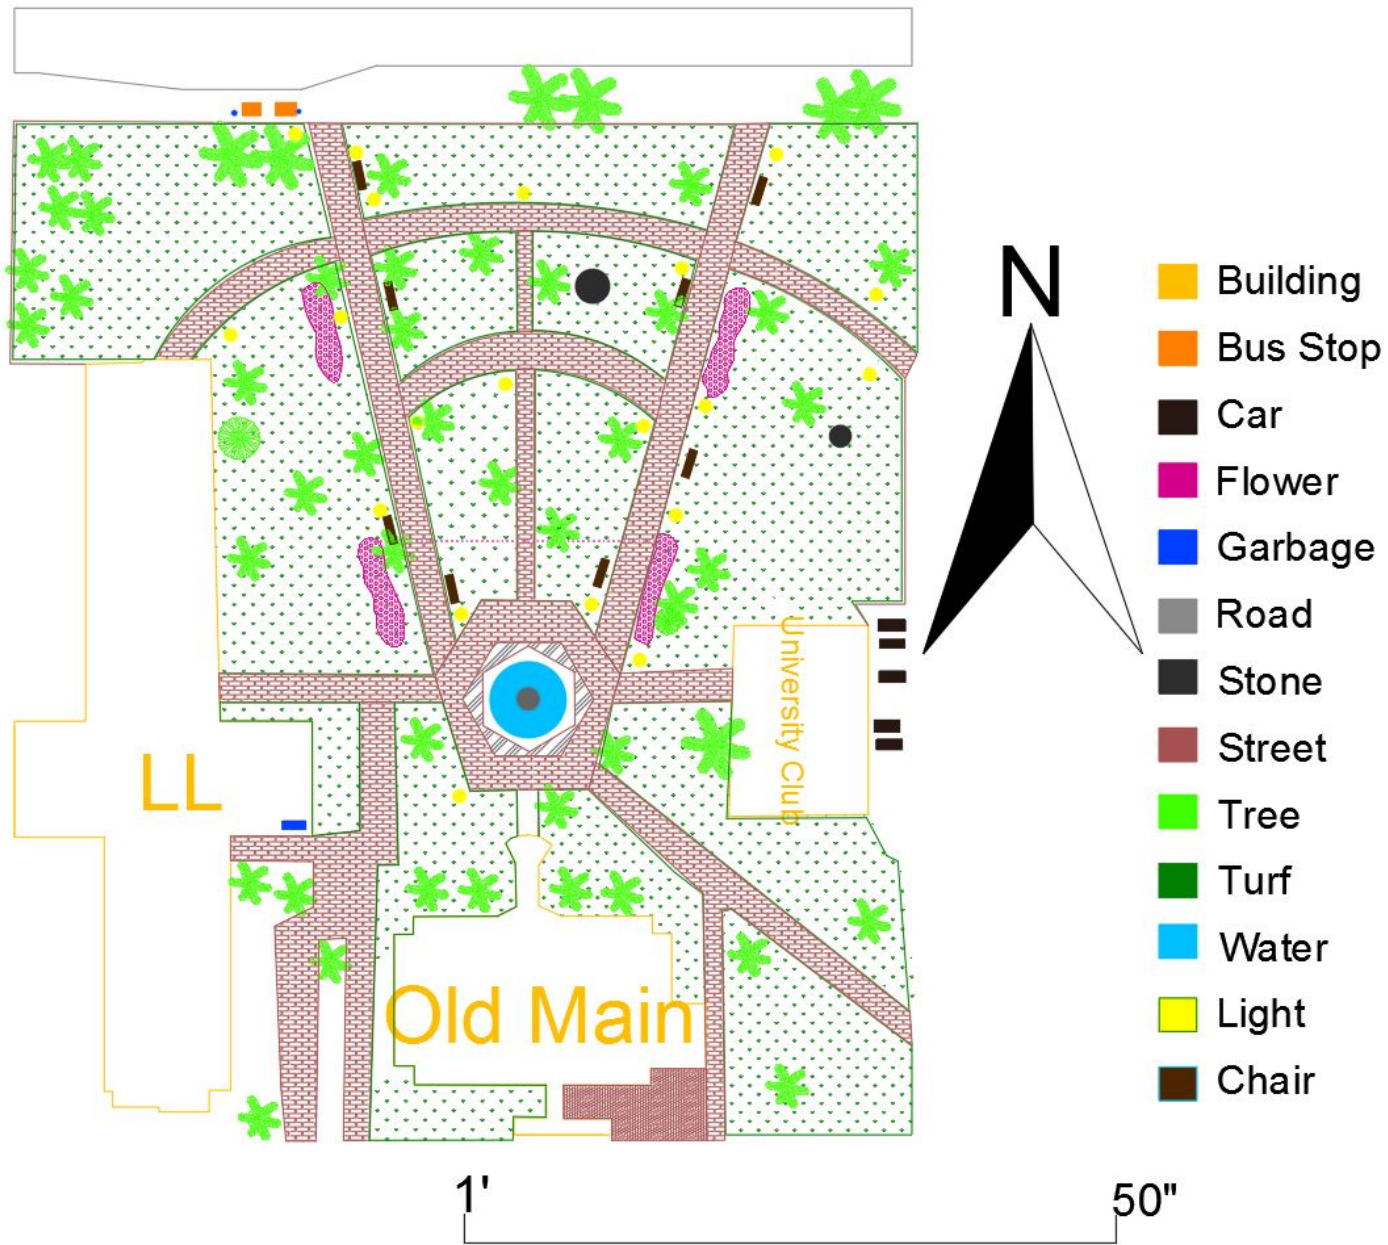 N
Building
Bus Stop
Car
Flower
Garbage
Road
Stone
Street
Tree
Turf
Water
Light
Chair
University Club
LL
Old Main
1'
50"